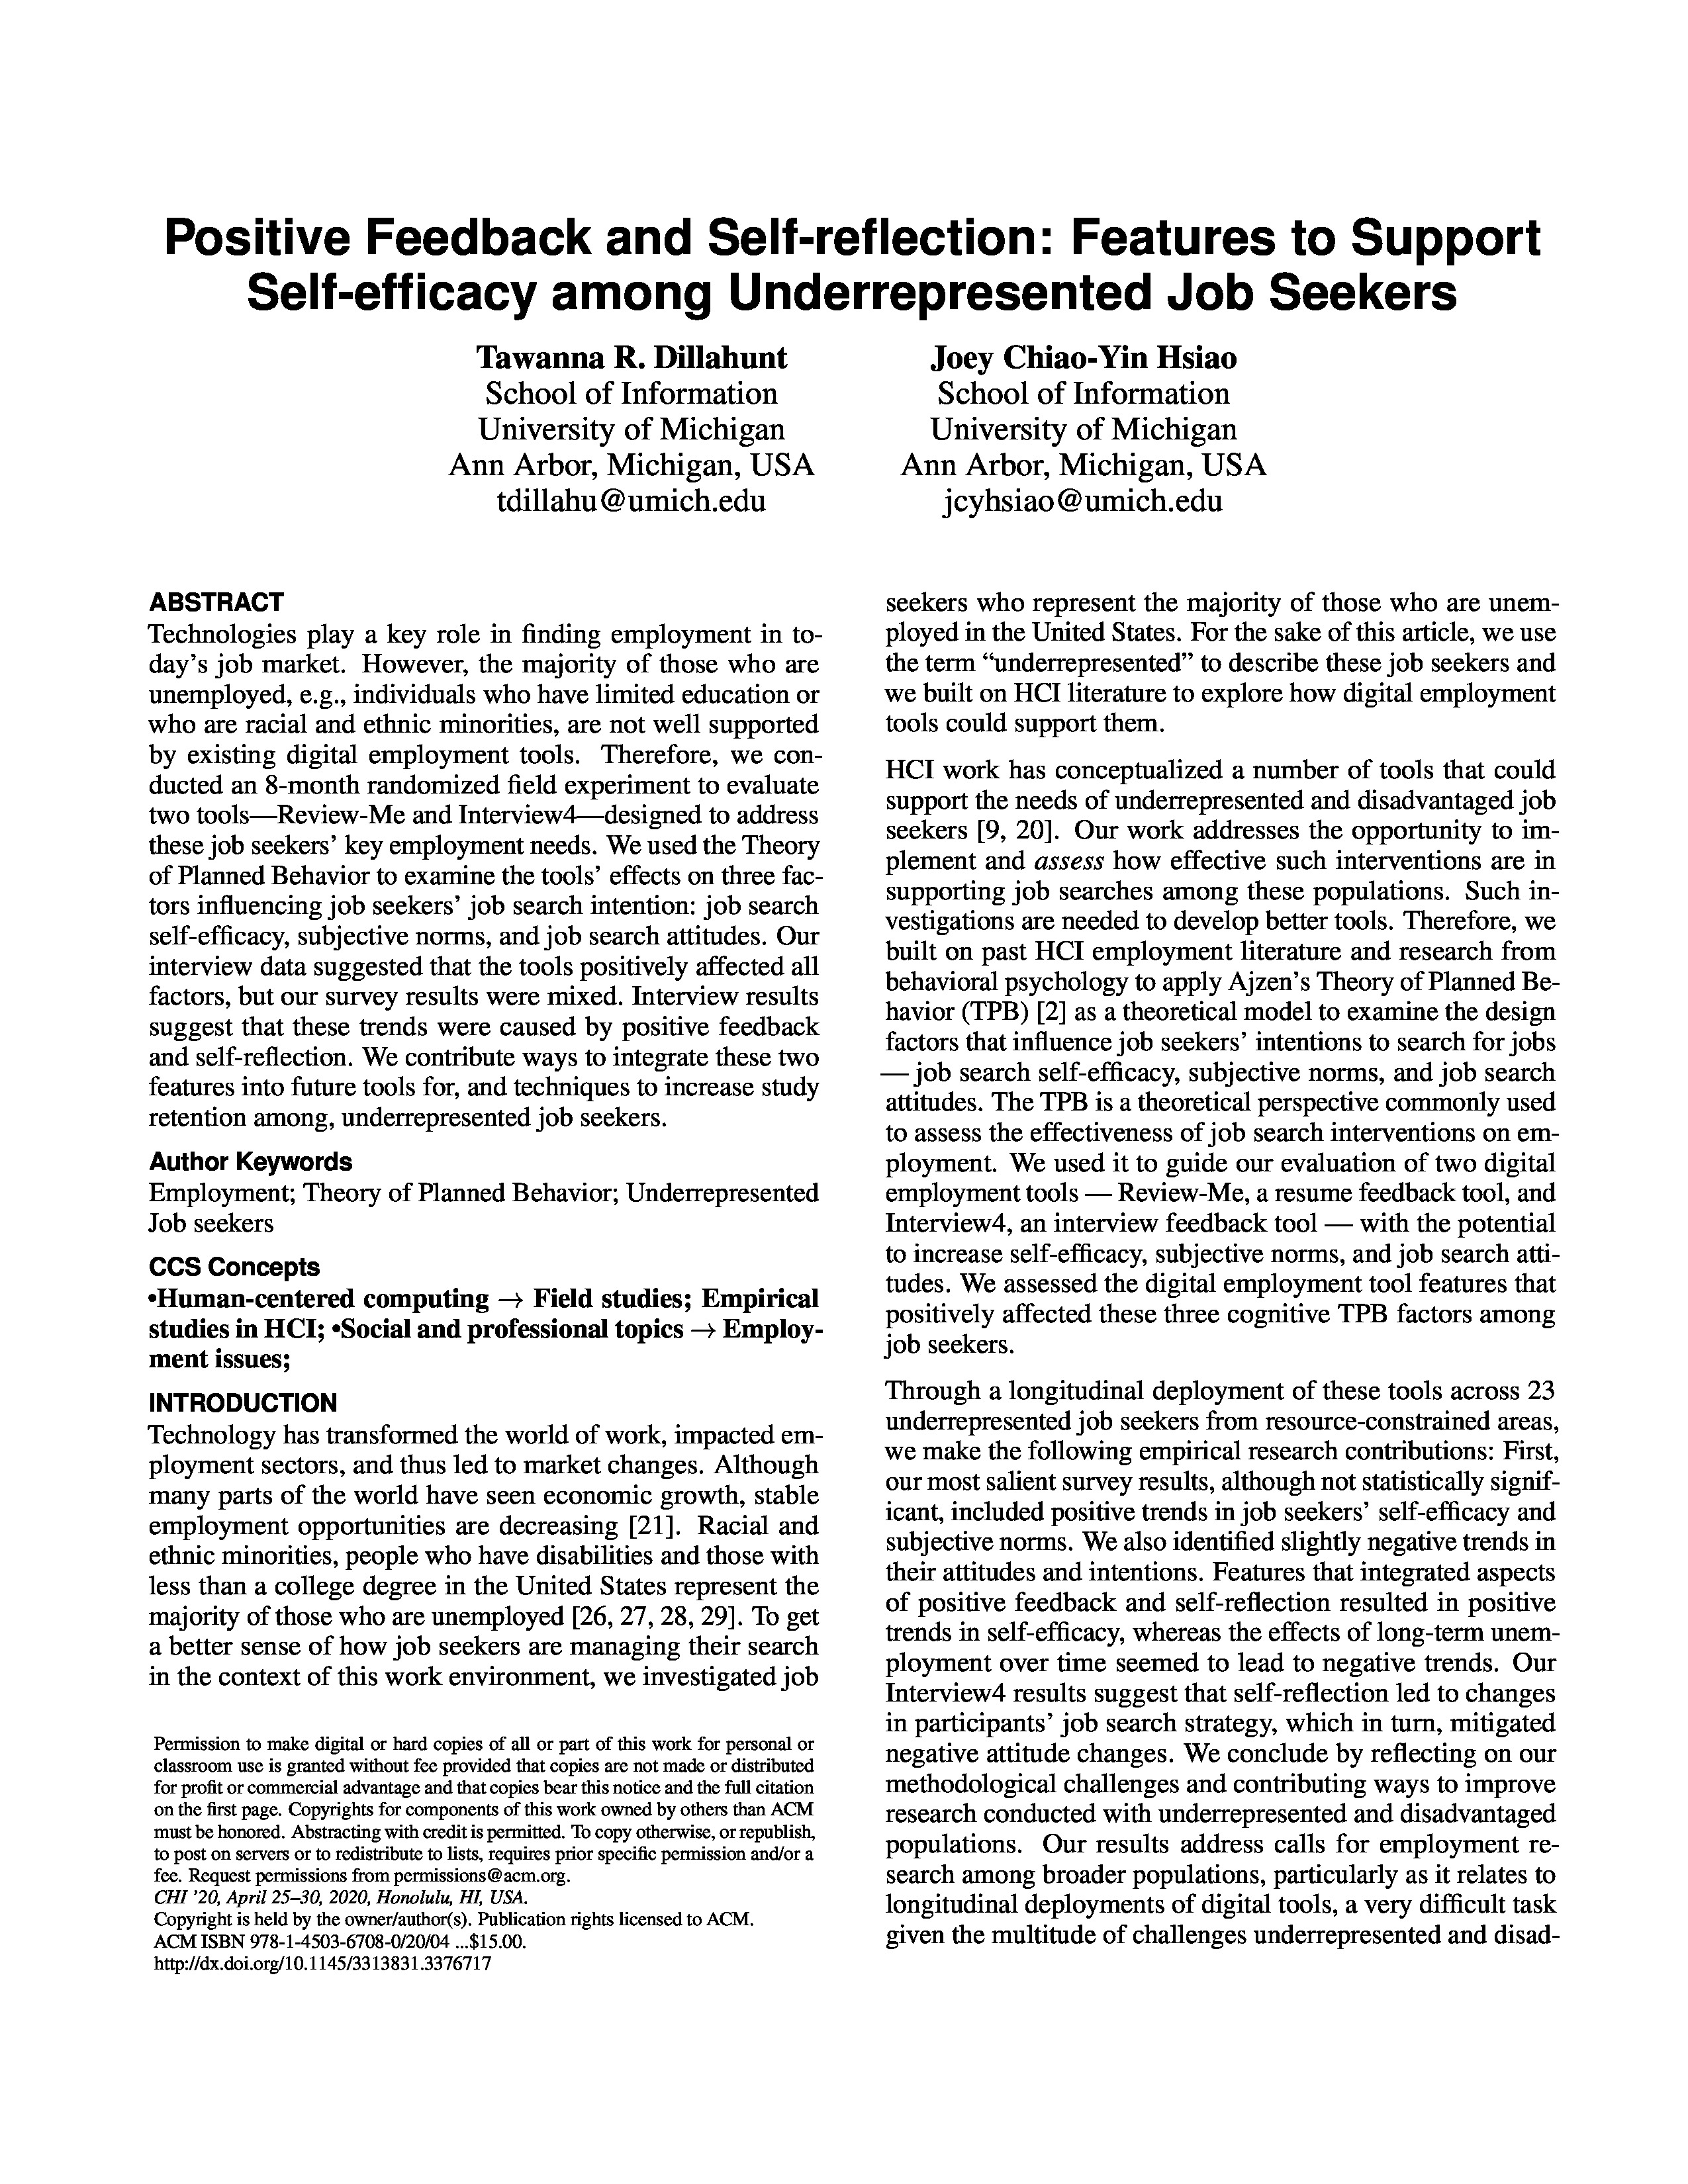 Positive Feedback and Self-reflection: Features to Support
Self-efficacy among Underrepresented Job Seekers
Tawanna R. Dillahunt
School of Information
University of Michigan
Ann Arbor, Michigan, USA
tdillahu@umich.edu
Joey Chiao-Yin Hsiao
School of Information
University of Michigan
Ann Arbor, Michigan, USA
jcyhsiao@umich.edu
ABSTRACT
Technologies play a key role in finding employment in to-
day's job market. However, the majority of those who are
unemployed, e.g., individuals who have limited education or
who are racial and ethnic minorities, are not well supported
by existing digital employment tools. Therefore, we con-
ducted an 8-month randomized field experiment to evaluate
two tools—Review-Me and Interview4—designed to address
these job seekers' key employment needs. We used the Theory
of Planned Behavior to examine the tools' effects on three fac-
tors influencing job seekers' job search intention: job search
self-efficacy, subjective norms, and job search attitudes. Our
interview data suggested that the tools positively affected all
factors, but our survey results were mixed. Interview results
suggest that these trends were caused by positive feedback
and self-reflection. We contribute ways to integrate these two
features into future tools for, and techniques to increase study
retention among, underrepresented job seekers.
Author Keywords
Employment; Theory of Planned Behavior; Underrepresented
Job seekers
CCS Concepts
•Human-centered computing → Field studies; Empirical
studies in HCI; •Social and professional topics → Employ-
ment issues;
INTRODUCTION
Technology has transformed the world of work, impacted em-
ployment sectors, and thus led to market changes. Although
many parts of the world have seen economic growth, stable
employment opportunities are decreasing [21]. Racial and
ethnic minorities, people who have disabilities and those with
less than a college degree in the United States represent the
majority of those who are unemployed [26, 27, 28, 29]. To get
a better sense of how job seekers are managing their search
in the context of this work environment, we investigated job
Permission to make digital or hard copies of all or part of this work for personal or
classroom use is granted without fee provided that copies are not made or distributed
for profit or commercial advantage and that copies bear this notice and the full citation
on the first page. Copyrights for components of this work owned by others than ACM
must be honored. Abstracting with credit is permitted. To copy otherwise, or republish,
to post on servers or to redistribute to lists, requires prior specific permission and/or a
fee. Request permissions from permissions@acm.org.
CHI '20, April 25–30, 2020, Honolulu, HI, USA.
Copyright is held by the owner/author(s). Publication rights licensed to ACM.
ACM ISBN 978-1-4503-6708-0/20/04 ...$15.00.
http://dx.doi.org/10.1145/3313831.3376717
seekers who represent the majority of those who are unem-
ployed in the United States. For the sake of this article, we use
the term “underrepresented” to describe these job seekers and
we built on HCI literature to explore how digital employment
tools could support them.
HCI work has conceptualized a number of tools that could
support the needs of underrepresented and disadvantaged job
seekers [9, 20]. Our work addresses the opportunity to im-
plement and assess how effective such interventions are in
supporting job searches among these populations. Such in-
vestigations are needed to develop better tools. Therefore, we
built on past HCI employment literature and research from
behavioral psychology to apply Ajzen's Theory of Planned Be-
havior (TPB) [2] as a theoretical model to examine the design
factors that influence job seekers' intentions to search for jobs
— job search self-efficacy, subjective norms, and job search
attitudes. The TPB is a theoretical perspective commonly used
to assess the effectiveness of job search interventions on em-
ployment. We used it to guide our evaluation of two digital
employment tools — Review-Me, a resume feedback tool, and
Interview4, an interview feedback tool — with the potential
to increase self-efficacy, subjective norms, and job search atti-
tudes. We assessed the digital employment tool features that
positively affected these three cognitive TPB factors among
job seekers.
Through a longitudinal deployment of these tools across 23
underrepresented job seekers from resource-constrained areas,
we make the following empirical research contributions: First,
our most salient survey results, although not statistically signif-
icant, included positive trends in job seekers' self-efficacy and
subjective norms. We also identified slightly negative trends in
their attitudes and intentions. Features that integrated aspects
of positive feedback and self-reflection resulted in positive
trends in self-efficacy, whereas the effects of long-term unem-
ployment over time seemed to lead to negative trends. Our
Interview4 results suggest that self-reflection led to changes
in participants' job search strategy, which in turn, mitigated
negative attitude changes. We conclude by reflecting on our
methodological challenges and contributing ways to improve
research conducted with underrepresented and disadvantaged
populations. Our results address calls for employment re-
search among broader populations, particularly as it relates to
longitudinal deployments of digital tools, a very difficult task
given the multitude of challenges underrepresented and disad-